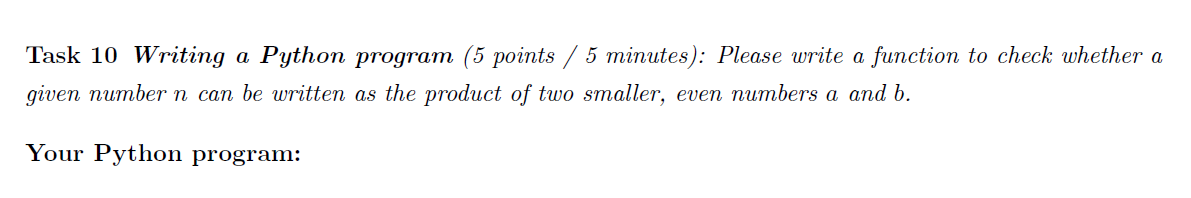 Task 10 Writing a Python program (5 points / 5 minutes): Please write a function to check whether a
given number n can be written as the product of two smaller, even numbers a and b.
Your Python program: